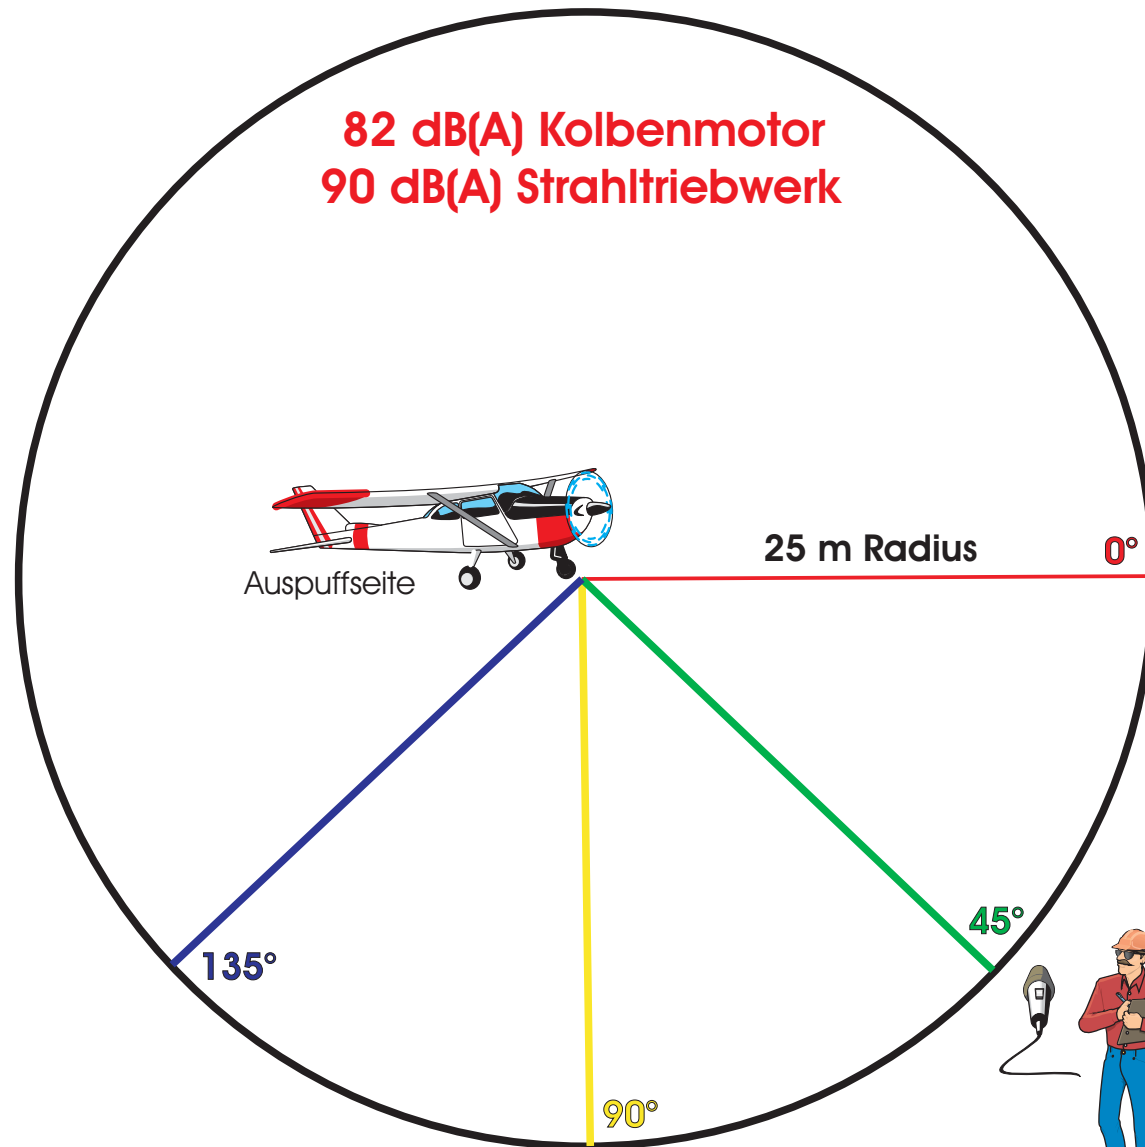 82 dB(A) Kolbenmotor
90 dB(A) Strahltriebwerk
25 m Radius
0°
Auspuffseite
45°
135°
90°